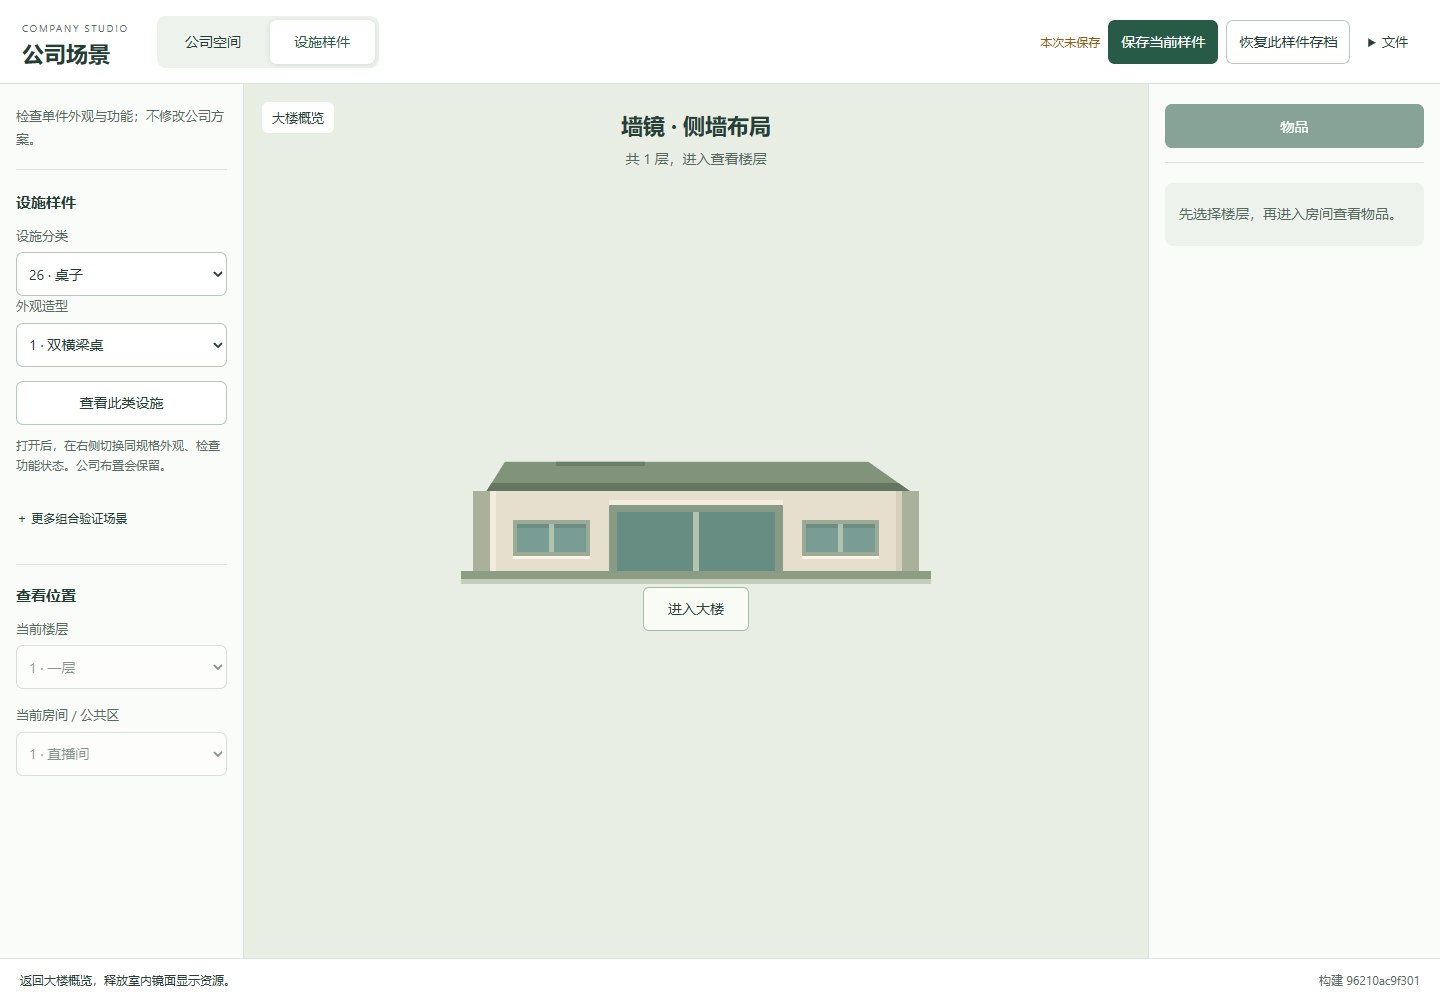 COMPANY STUDIO
公司场景
公司空间
设施样件
本次未保存
保存当前样件
恢复此样件存档
▶ 文件
检查单件外观与功能；不修改公司方
案。
设施样件
设施分类
26 · 桌子
外观造型
1 · 双横梁桌
查看此类设施
打开后，在右侧切换同规格外观、检查
功能状态。公司布置会保留。
+ 更多组合验证场景
查看位置
当前楼层
1 · 一层
当前房间 / 公共区
1 · 直播间
大楼概览
墙镜 · 侧墙布局
共 1 层，进入查看楼层
进入大楼
物品
先选择楼层，再进入房间查看物品。
返回大楼概览，释放室内镜面显示资源。
构建 96210ac9f301